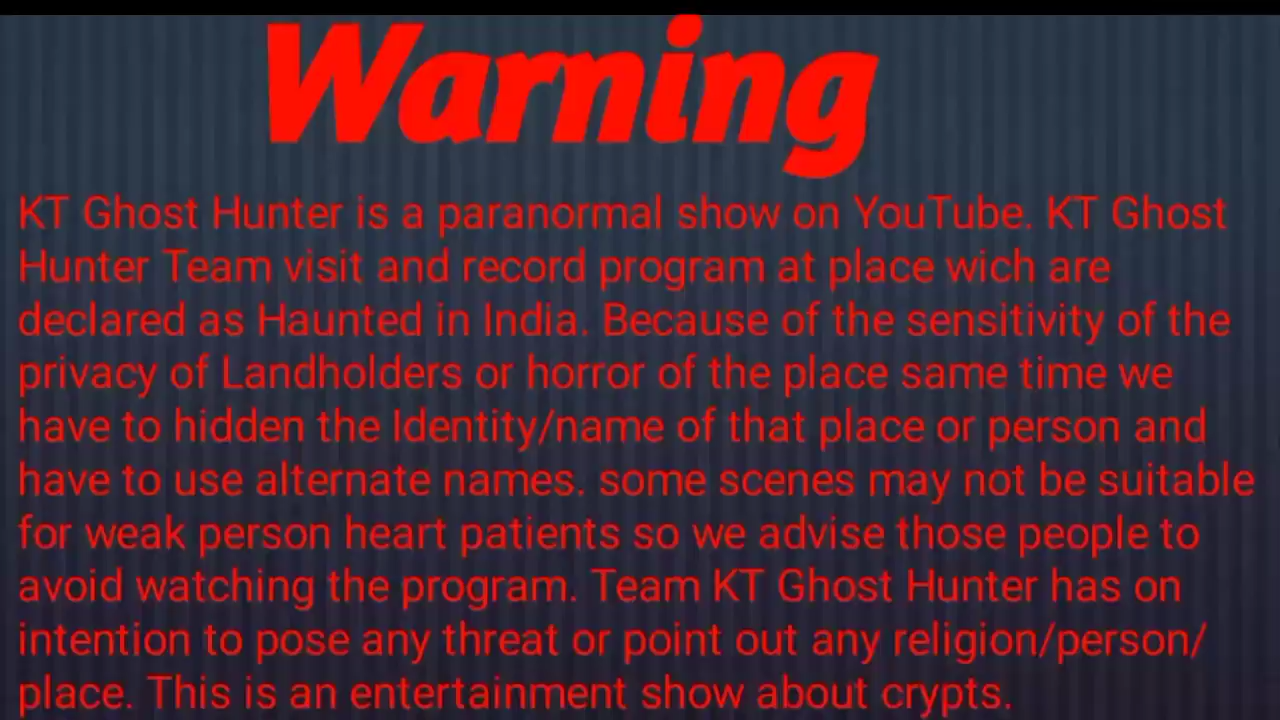 Warning
KT Ghost Hunter is a paranormal show on YouTube. KT Ghost
Hunter Team visit and record program at place wich are
declared as Haunted in India. Because of the sensitivity of the
privacy of Landholders or horror of the place same time we
have to hidden the Identity/name of that place or person and
have to use alternate names. some scenes may not be suitable
for weak person heart patients so we advise those people to
avoid watching the program. Team KT Ghost Hunter has on
intention to pose any threat or point out any religion/person/
place. This is an entertainment show about crypts.